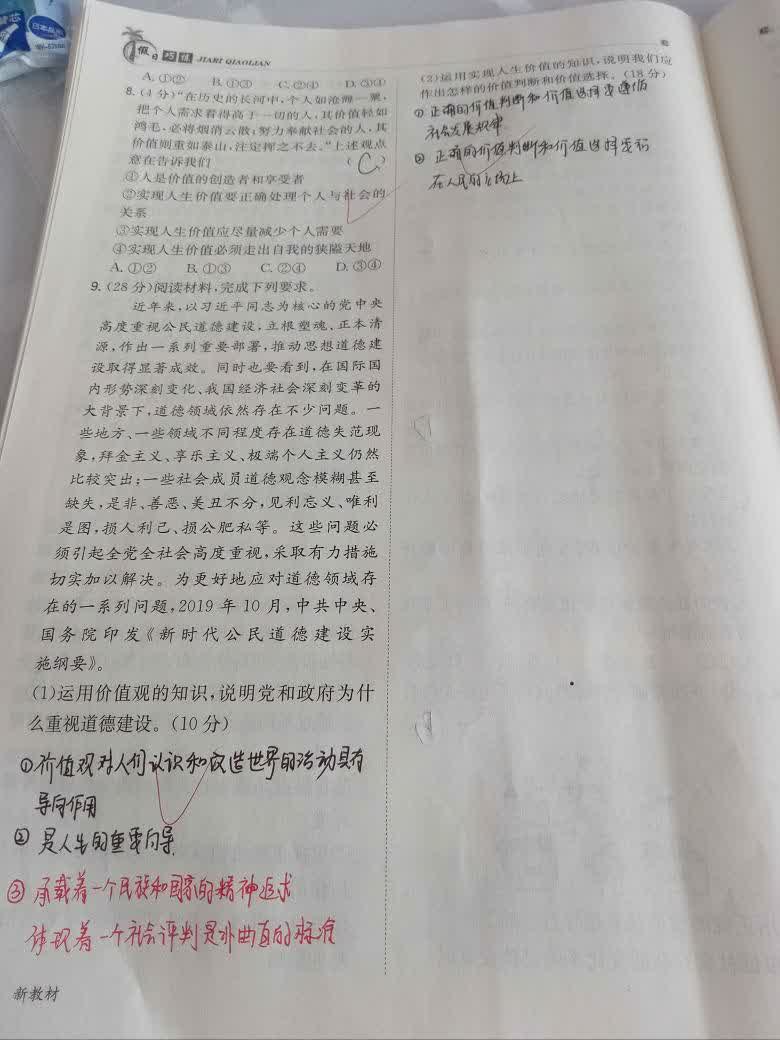 日本品质
假日巧练 JIARI QIAOLIAN
A. ①② B. ①③ C. ②④ D. ③④
8. (4 分)“在历史的长河中,个人如沧海一粟,
把个人需求看得高于一切的人,其价值轻如
鸿毛,必将烟消云散;努力奉献社会的人,其
价值则重如泰山,注定挥之不去。”上述观点
意在告诉我们 ( C )
①人是价值的创造者和享受者
②实现人生价值要正确处理个人与社会的
关系
③实现人生价值应尽量减少个人需要
④实现人生价值必须走出自我的狭隘天地
A. ①② B. ①③ C. ②④ D. ③④
9. (28 分)阅读材料,完成下列要求。
近年来,以习近平同志为核心的党中央
高度重视公民道德建设,立根塑魂、正本清
源,作出一系列重要部署,推动思想道德建
设取得显著成效。同时也要看到,在国际国
内形势深刻变化、我国经济社会深刻变革的
大背景下,道德领域依然存在不少问题。一
些地方、一些领域不同程度存在道德失范现
象,拜金主义、享乐主义、极端个人主义仍然
比较突出;一些社会成员道德观念模糊甚至
缺失,是非、善恶、美丑不分,见利忘义、唯利
是图,损人利己、损公肥私等。这些问题必
须引起全党全社会高度重视,采取有力措施
切实加以解决。为更好地应对道德领域存
在的一系列问题,2019 年 10 月,中共中央、
国务院印发《新时代公民道德建设实
施纲要》。
(1)运用价值观的知识,说明党和政府为什
么重视道德建设。(10 分)
①价值观对人们认识和改造世界的活动具有
导向作用
②是人生的重要向导
③承载着一个民族和国家的精神追求
体现着一个社会评判是非曲直的标准
新教材
(2)运用实现人生价值的知识,说明我们应
作出怎样的价值判断和价值选择。(18 分)
①正确的价值判断和价值选择要遵循
社会发展规律
②正确的价值判断和价值选择要站
在人民的立场上